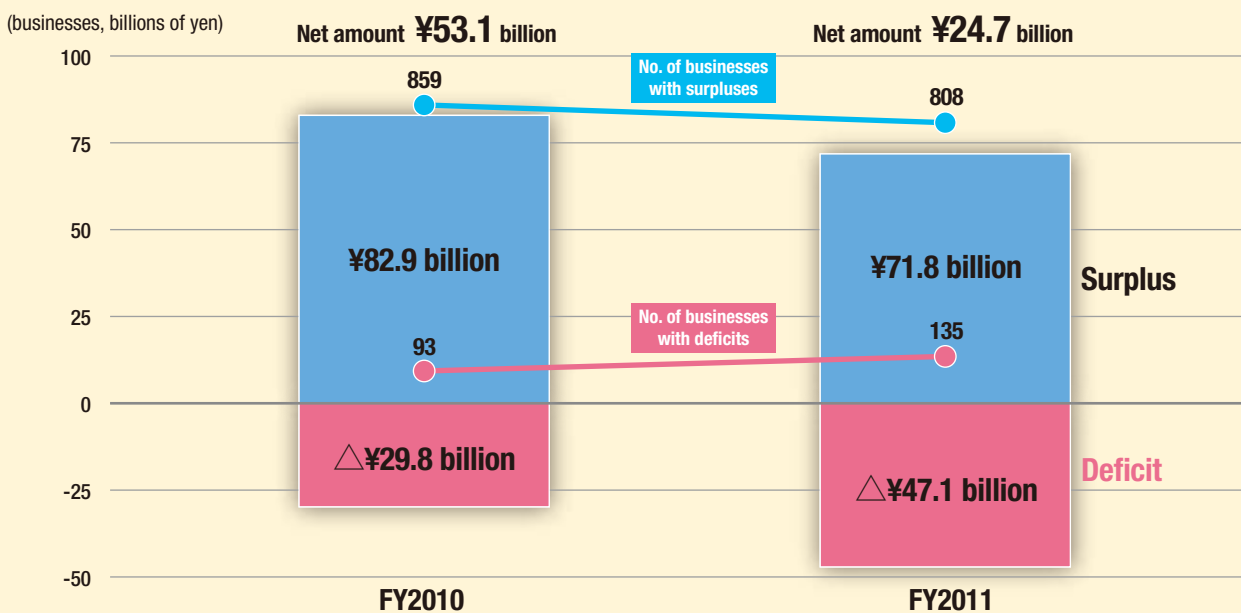 (businesses, billions of yen)
Net amount ¥53.1 billion
Net amount ¥24.7 billion
100
75
50
25
0
-25
-50
859
No. of businesses
with surpluses
808
¥82.9 billion
¥71.8 billion
Surplus
93
No. of businesses
with deficits
135
△¥29.8 billion
△¥47.1 billion
Deficit
FY2010
FY2011